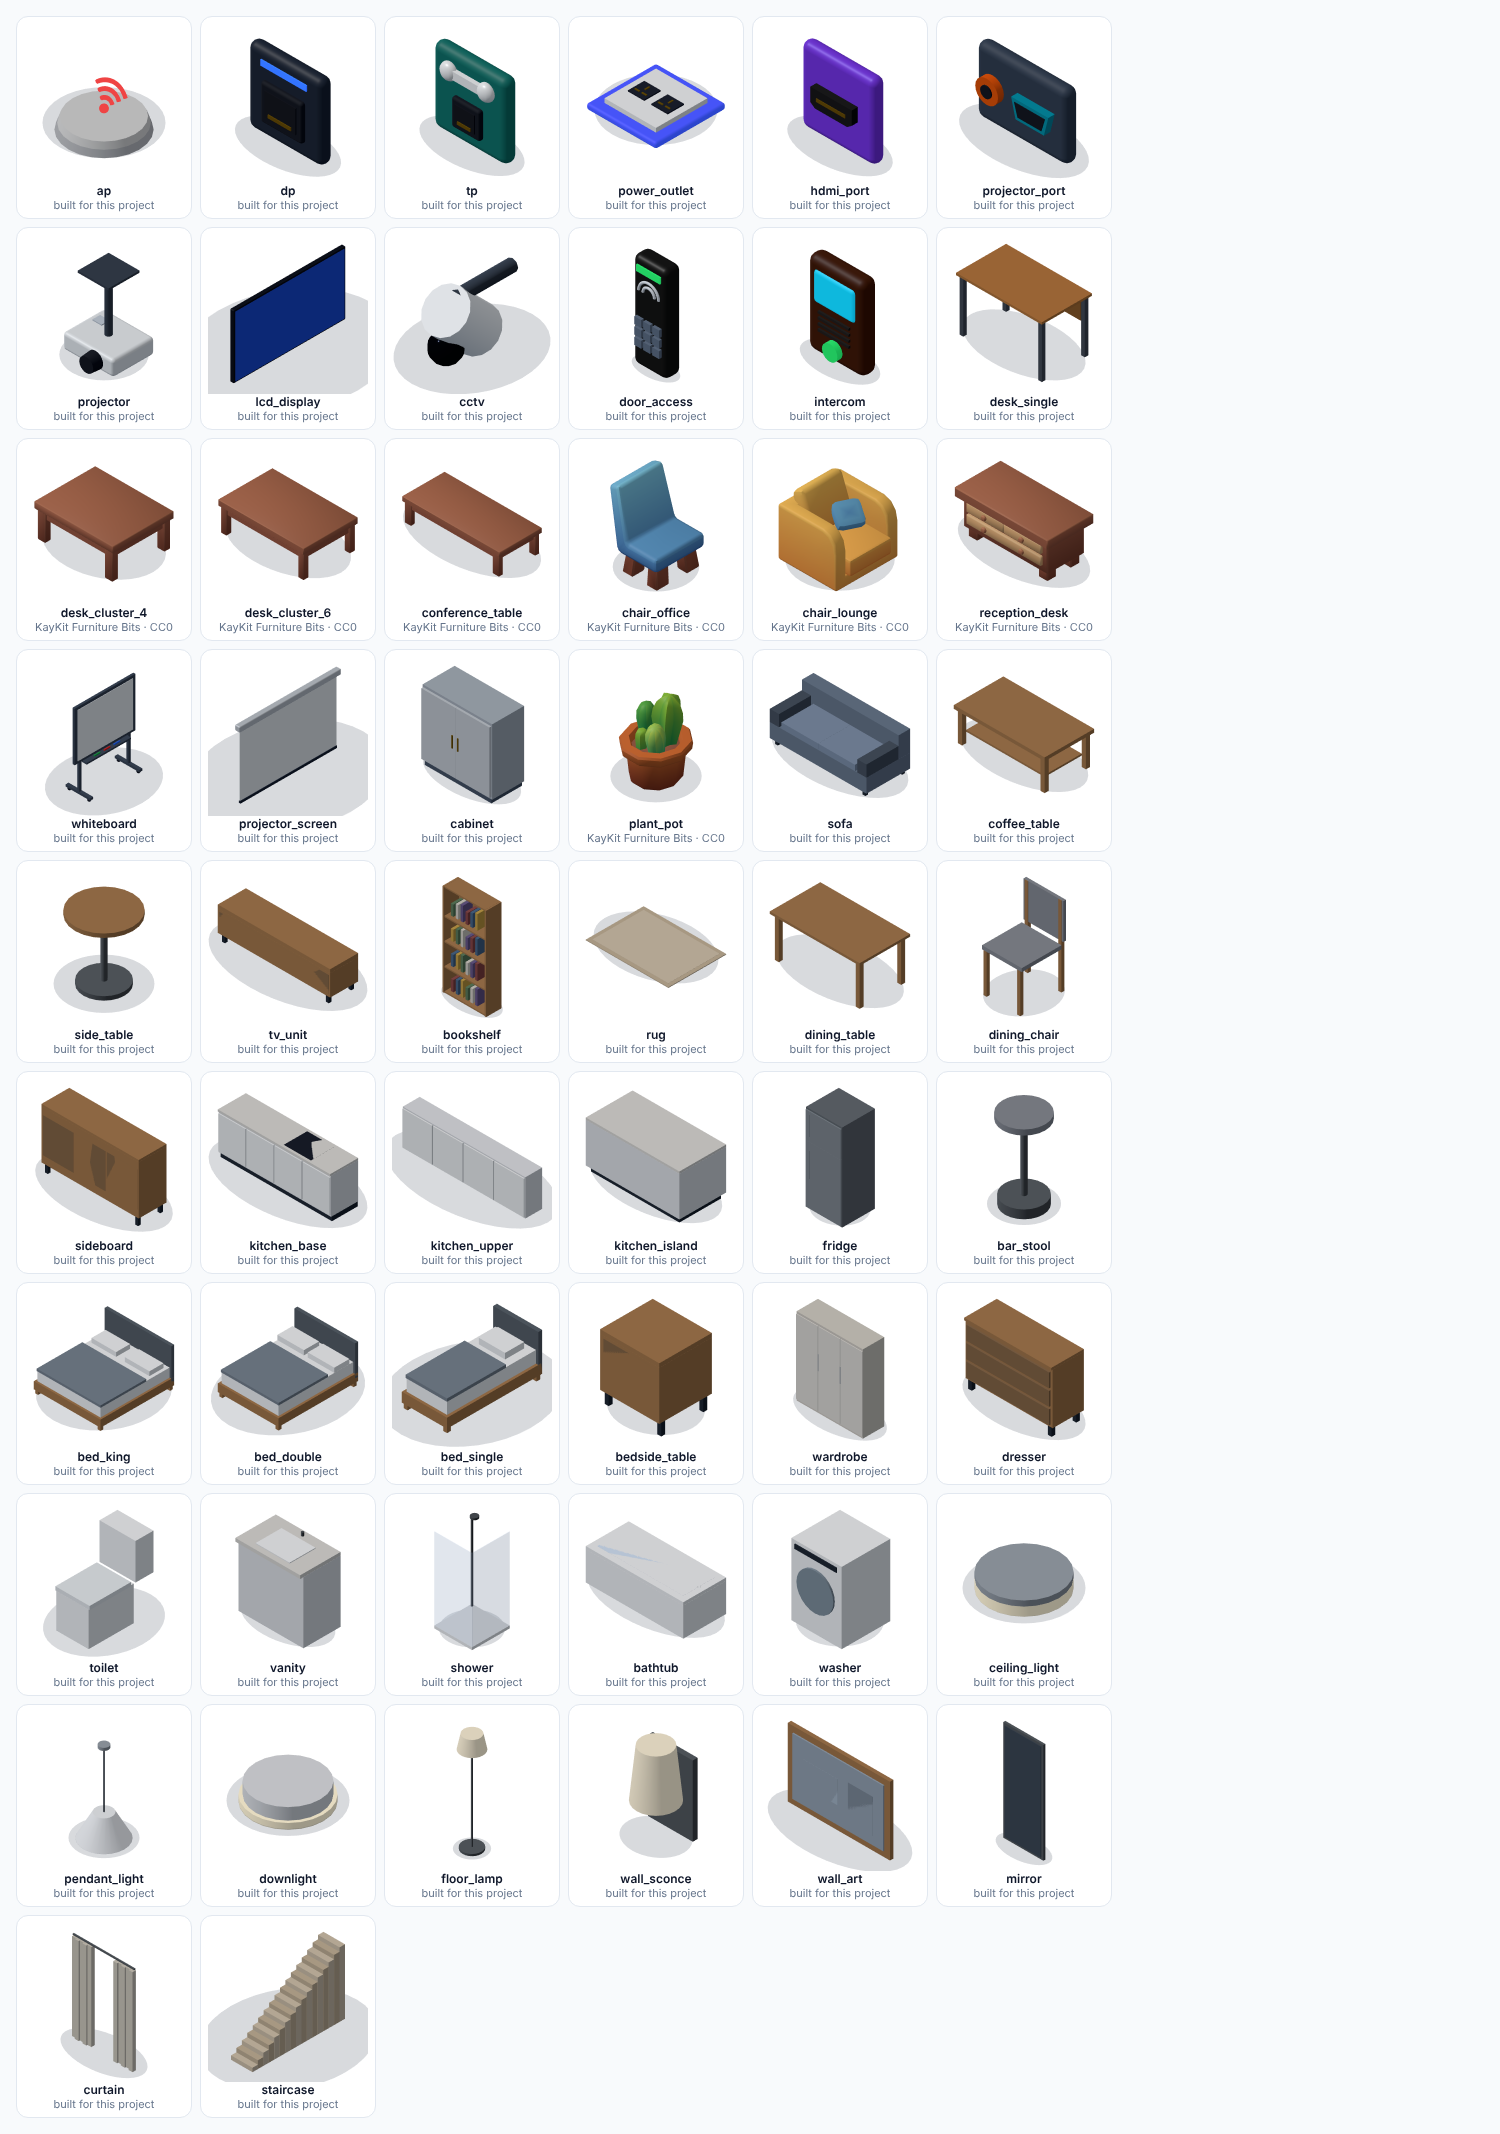 ap
built for this project
dp
built for this project
tp
built for this project
power_outlet
built for this project
hdmi_port
built for this project
projector_port
built for this project
projector
built for this project
lcd_display
built for this project
cctv
built for this project
door_access
built for this project
intercom
built for this project
desk_single
built for this project
desk_cluster_4
KayKit Furniture Bits · CC0
desk_cluster_6
KayKit Furniture Bits · CC0
conference_table
KayKit Furniture Bits · CC0
chair_office
KayKit Furniture Bits · CC0
chair_lounge
KayKit Furniture Bits · CC0
reception_desk
KayKit Furniture Bits · CC0
whiteboard
built for this project
projector_screen
built for this project
cabinet
built for this project
plant_pot
KayKit Furniture Bits · CC0
sofa
built for this project
coffee_table
built for this project
side_table
built for this project
tv_unit
built for this project
bookshelf
built for this project
rug
built for this project
dining_table
built for this project
dining_chair
built for this project
sideboard
built for this project
kitchen_base
built for this project
kitchen_upper
built for this project
kitchen_island
built for this project
fridge
built for this project
bar_stool
built for this project
bed_king
built for this project
bed_double
built for this project
bed_single
built for this project
bedside_table
built for this project
wardrobe
built for this project
dresser
built for this project
toilet
built for this project
vanity
built for this project
shower
built for this project
bathtub
built for this project
washer
built for this project
ceiling_light
built for this project
pendant_light
built for this project
downlight
built for this project
floor_lamp
built for this project
wall_sconce
built for this project
wall_art
built for this project
mirror
built for this project
curtain
built for this project
staircase
built for this project